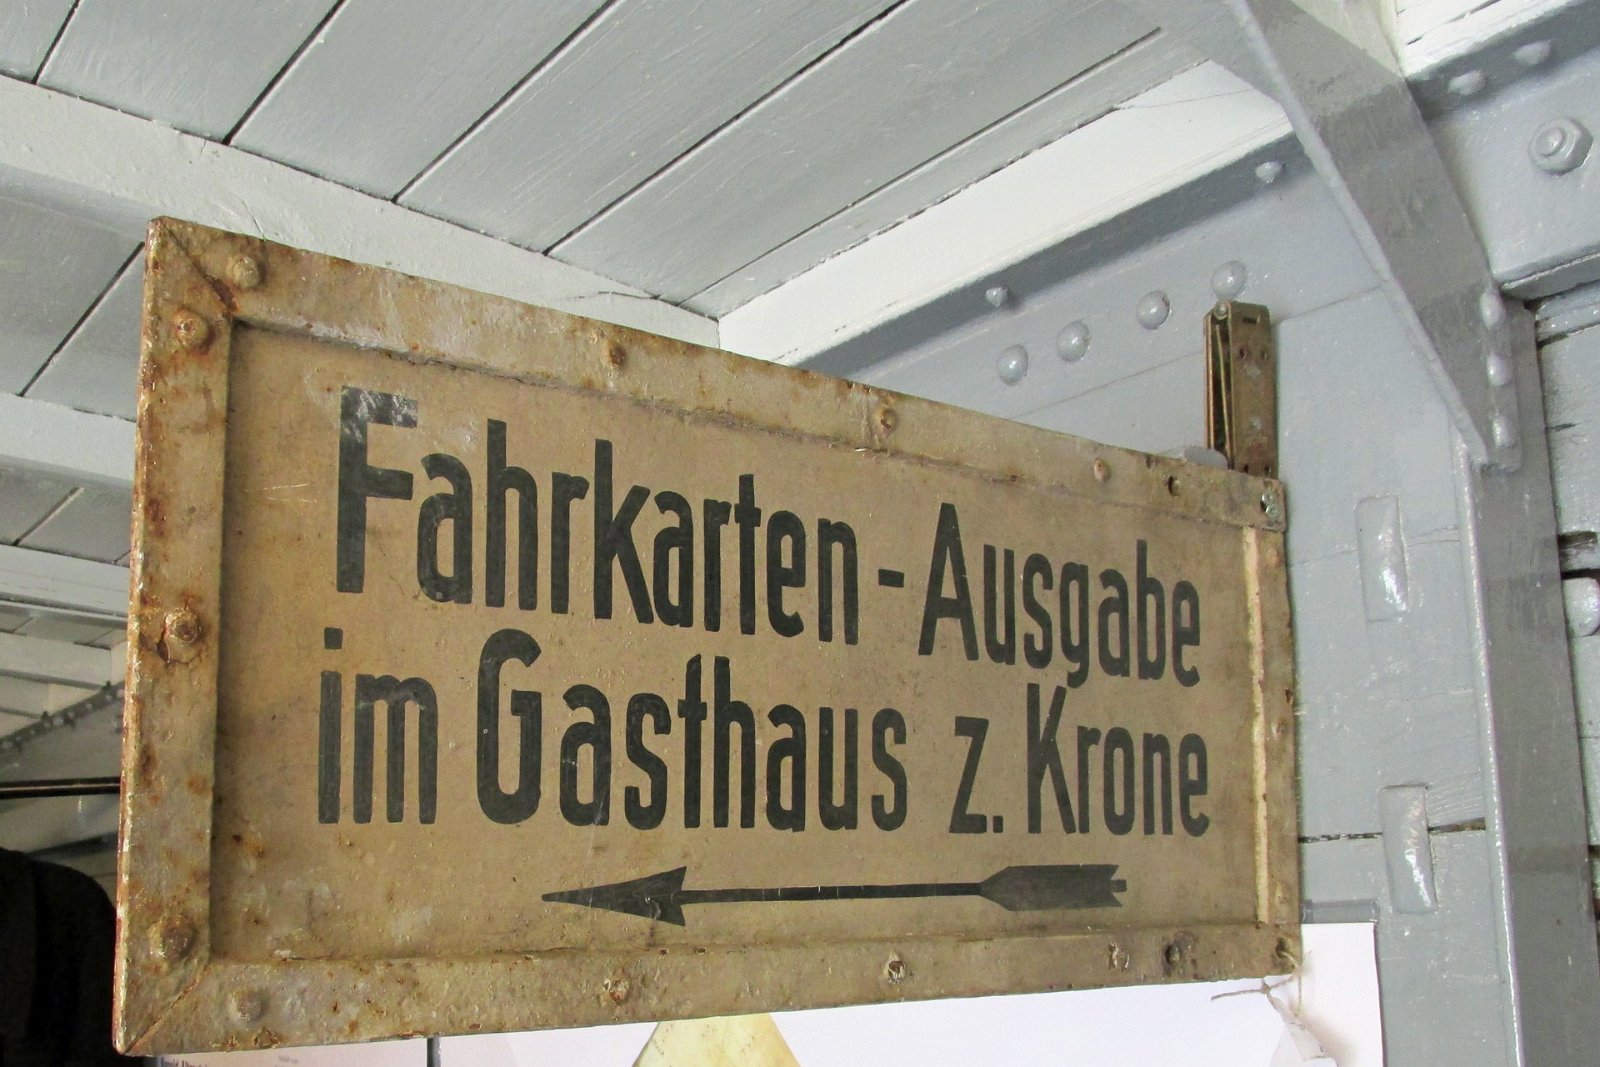 Fahrkarten-Ausgabe
im Gasthaus z. Krone